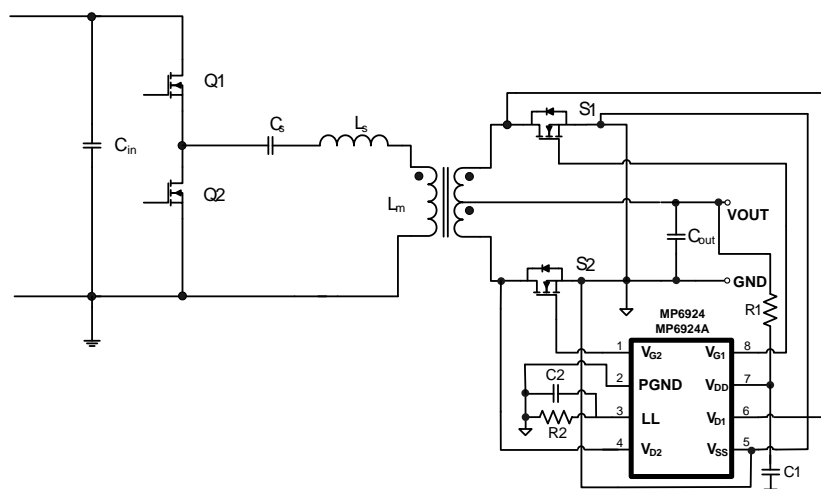 Q1
S1
Cs
Ls
Cin
Q2
Lm
VOUT
Cout
S2
GND
R1
MP6924
MP6924A
1 VG2 VG1 8
C2
2 PGND VDD 7
3 LL VD1 6
R2
4 VD2 VSS 5
C1